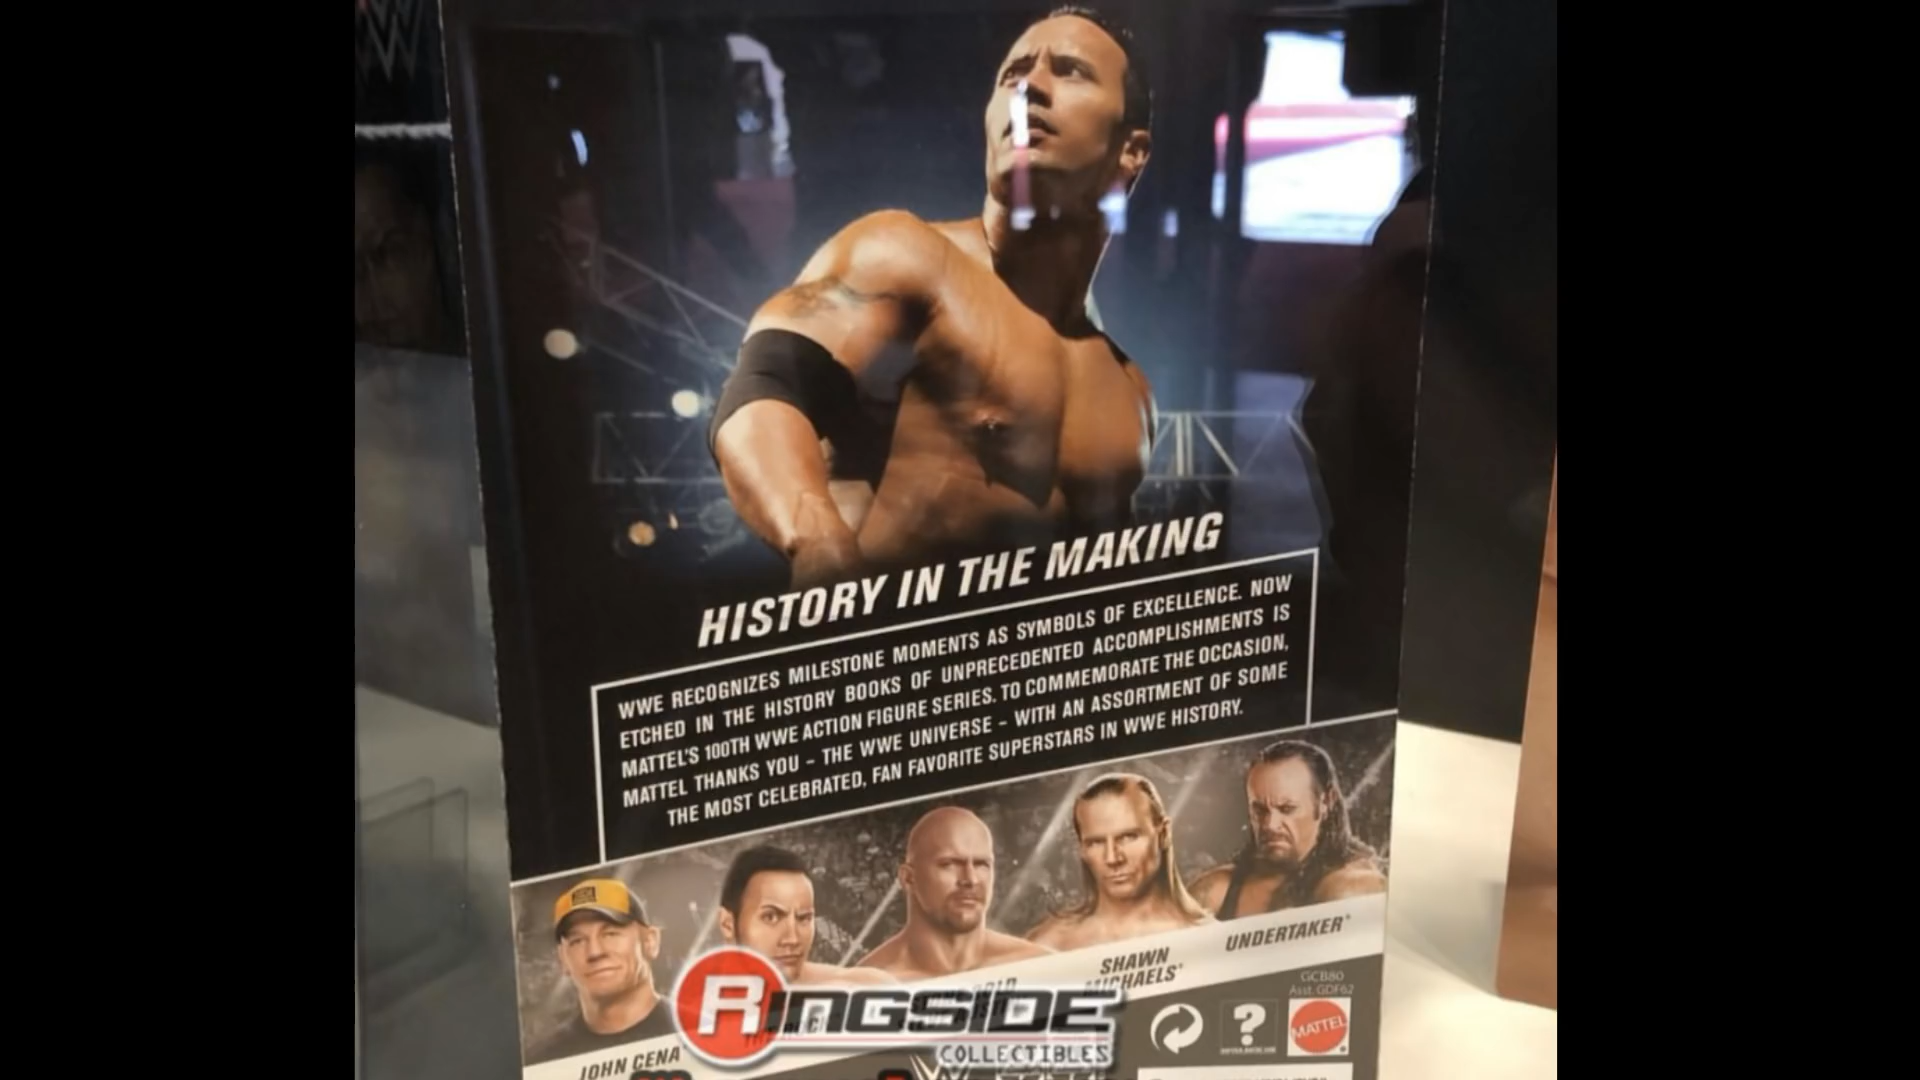 HISTORY IN THE MAKING
WWE RECOGNIZES MILESTONE MOMENTS AS SYMBOLS OF EXCELLENCE. NOW
ETCHED IN THE HISTORY BOOKS OF UNPRECEDENTED ACCOMPLISHMENTS IS
MATTEL'S 100TH WWE ACTION FIGURE SERIES. TO COMMEMORATE THE OCCASION,
MATTEL THANKS YOU – THE WWE UNIVERSE – WITH AN ASSORTMENT OF SOME
THE MOST CELEBRATED, FAN FAVORITE SUPERSTARS IN WWE HISTORY.
UNDERTAKER*
SHAWN
MICHAELS*
JOHN CENA
GCB80
Asst. GDF62
MATTEL
?
RINGSIDE
COLLECTIBLES